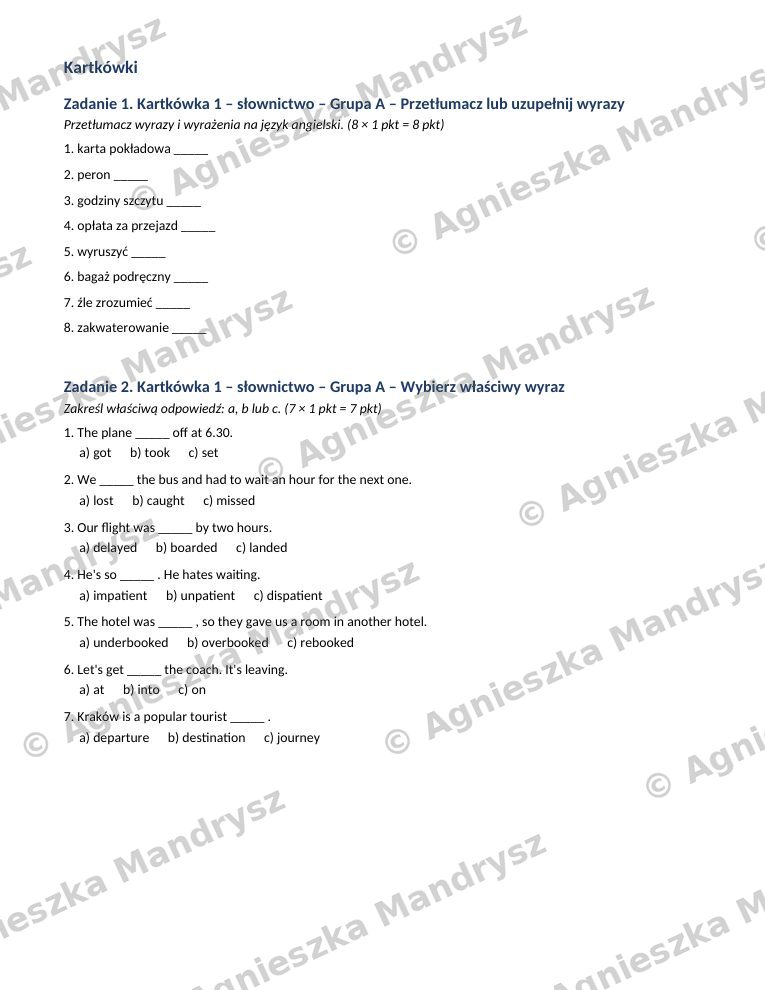 Kartkówki
Zadanie 1. Kartkówka 1 – słownictwo – Grupa A – Przetłumacz lub uzupełnij wyrazy
Przetłumacz wyrazy i wyrażenia na język angielski. (8 × 1 pkt = 8 pkt)
1. karta pokładowa _____
2. peron _____
3. godziny szczytu _____
4. opłata za przejazd _____
5. wyruszyć _____
6. bagaż podręczny _____
7. źle zrozumieć _____
8. zakwaterowanie _____
Zadanie 2. Kartkówka 1 – słownictwo – Grupa A – Wybierz właściwy wyraz
Zakreśl właściwą odpowiedź: a, b lub c. (7 × 1 pkt = 7 pkt)
1. The plane _____ off at 6.30.
a) got b) took c) set
2. We _____ the bus and had to wait an hour for the next one.
a) lost b) caught c) missed
3. Our flight was _____ by two hours.
a) delayed b) boarded c) landed
4. He's so _____ . He hates waiting.
a) impatient b) unpatient c) dispatient
5. The hotel was _____ , so they gave us a room in another hotel.
a) underbooked b) overbooked c) rebooked
6. Let's get _____ the coach. It's leaving.
a) at b) into c) on
7. Kraków is a popular tourist _____ .
a) departure b) destination c) journey
© Agnieszka Mandrysz